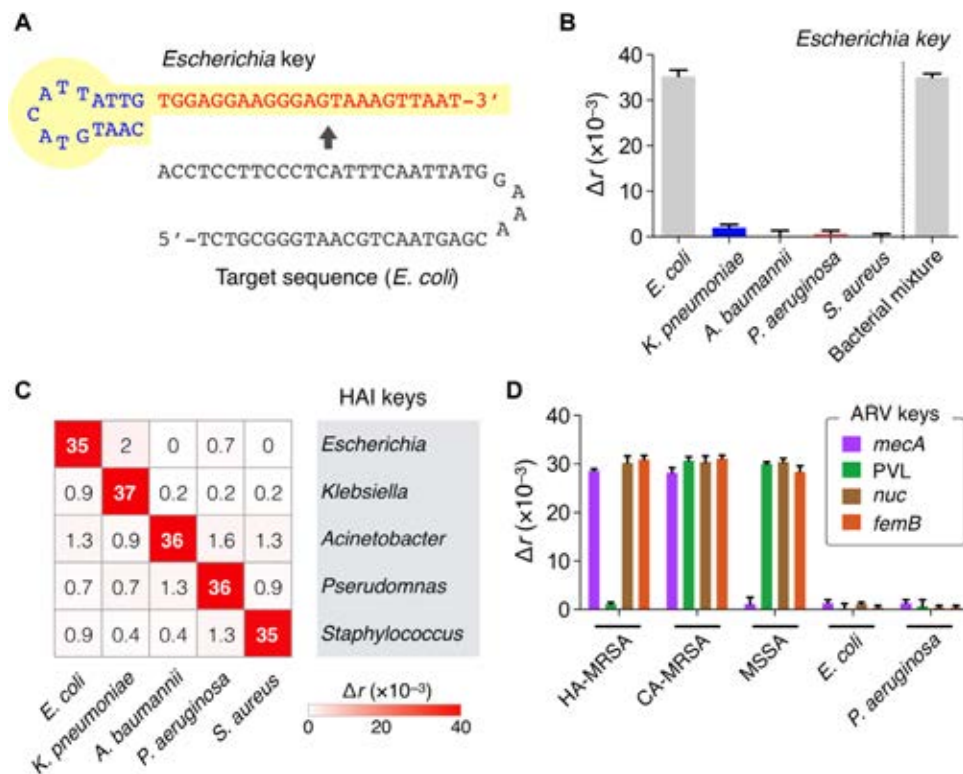 A
Escherichia key
A T T ATTG TGGAGGAAGGGAGTAAAGTTAAT-3'
C
A T G TAAC
ACCTCCTTCCCTCATTTCAATTATG
G
A
A
A
5'-TCTGCGGGTAACGTCAATGAGC
Target sequence (E. coli)
B
Escherichia key
Δr (×10⁻³)
40
30
20
10
0
E. coli
K. pneumoniae
A. baumannii
P. aeruginosa
S. aureus
Bacterial mixture
C
HAI keys
35 2 0 0.7 0 Escherichia
0.9 37 0.2 0.2 0.2 Klebsiella
1.3 0.9 36 1.6 1.3 Acinetobacter
0.7 0.7 1.3 36 0.9 Pserudomnas
0.9 0.4 0.4 1.3 35 Staphylococcus
E. coli
K. pneumoniae
A. baumannii
P. aeruginosa
S. aureus
Δr (×10⁻³)
0 40
D
Δr (×10⁻³)
40
30
20
10
0
ARV keys
mecA
PVL
nuc
femB
HA-MRSA
CA-MRSA
MSSA
E. coli
P. aeruginosa